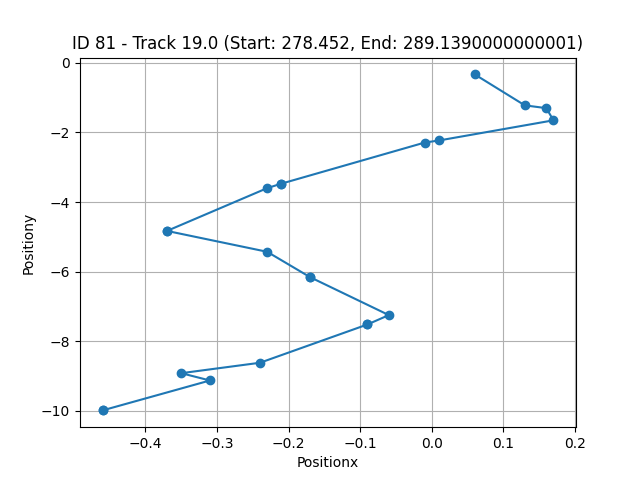 ID 81 - Track 19.0 (Start: 278.452, End: 289.1390000000001)
0
−2
−4
−6
−8
−10
Positiony
−0.4 −0.3 −0.2 −0.1 0.0 0.1 0.2
Positionx